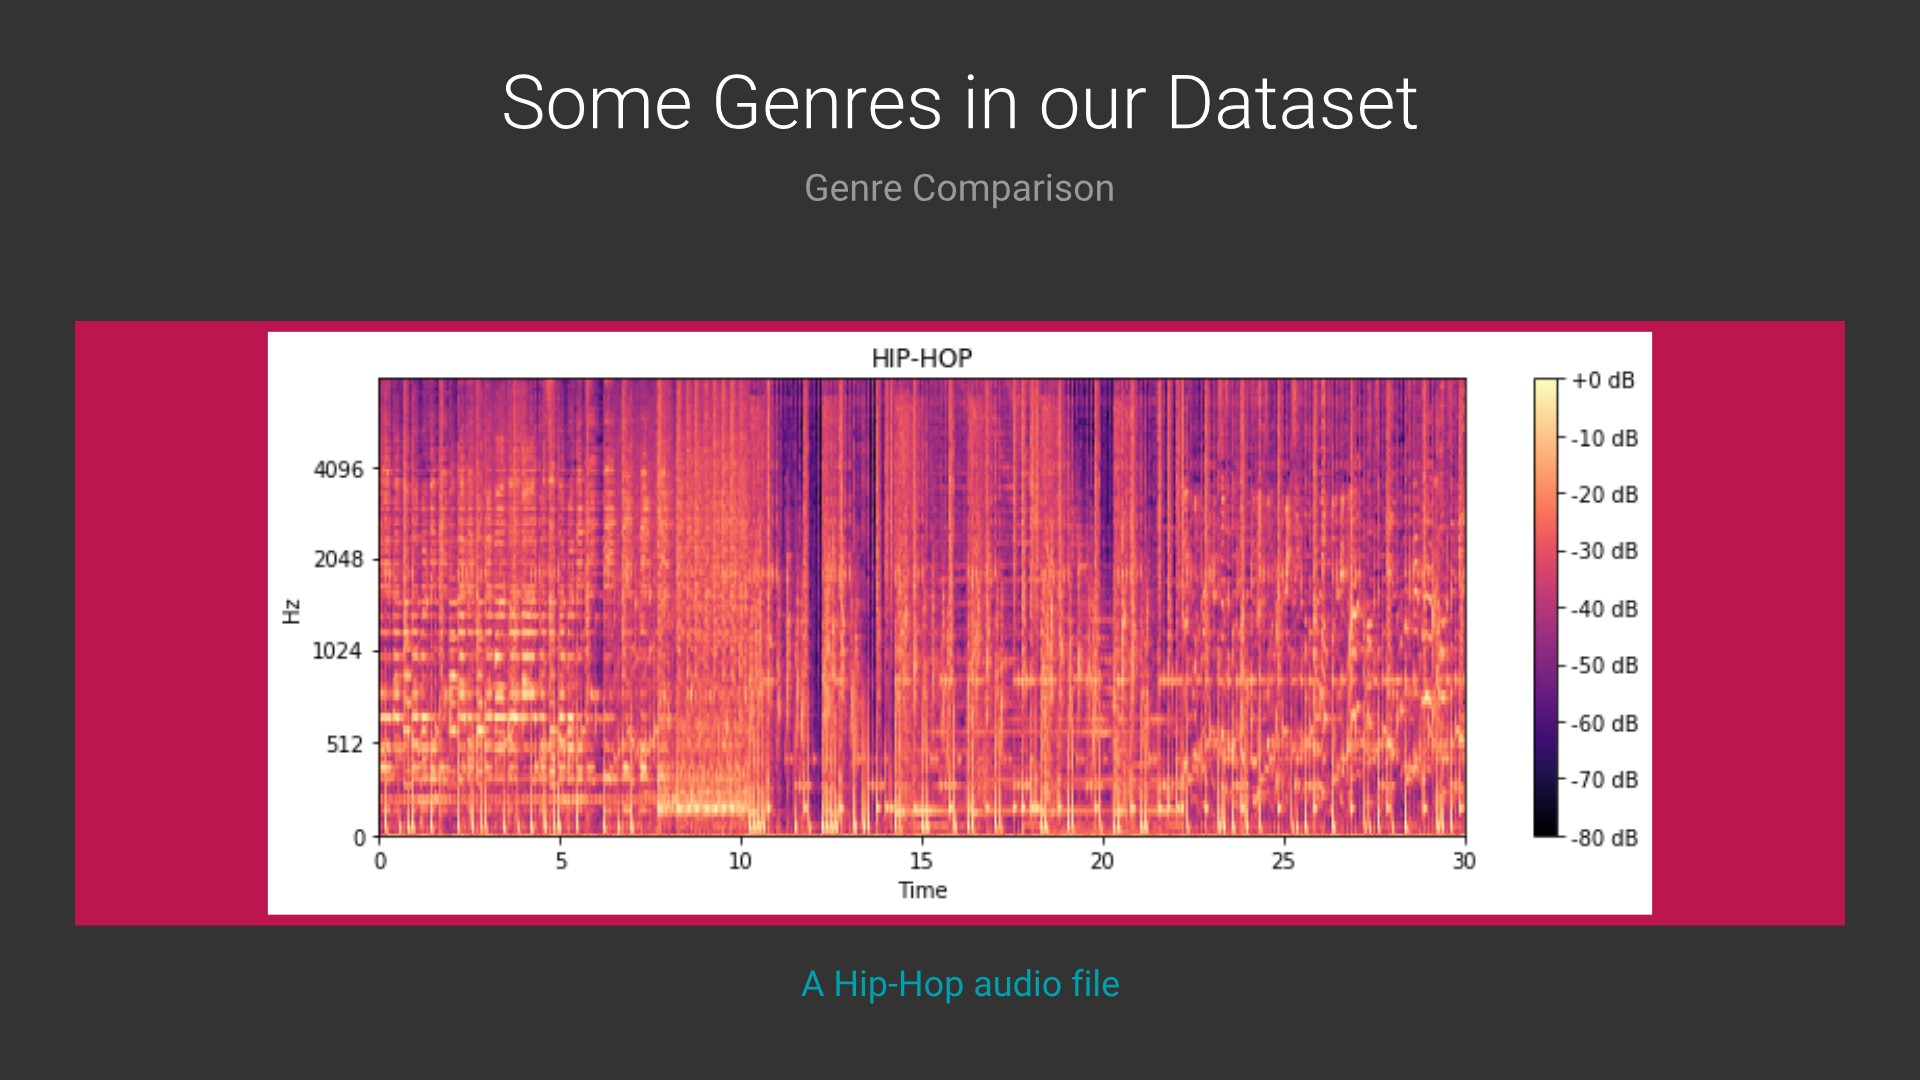 Some Genres in our Dataset
Genre Comparison
HIP-HOP
Hz
4096
2048
1024
512
0
0 5 10 15 20 25 30
Time
+0 dB
-10 dB
-20 dB
-30 dB
-40 dB
-50 dB
-60 dB
-70 dB
-80 dB
A Hip-Hop audio file